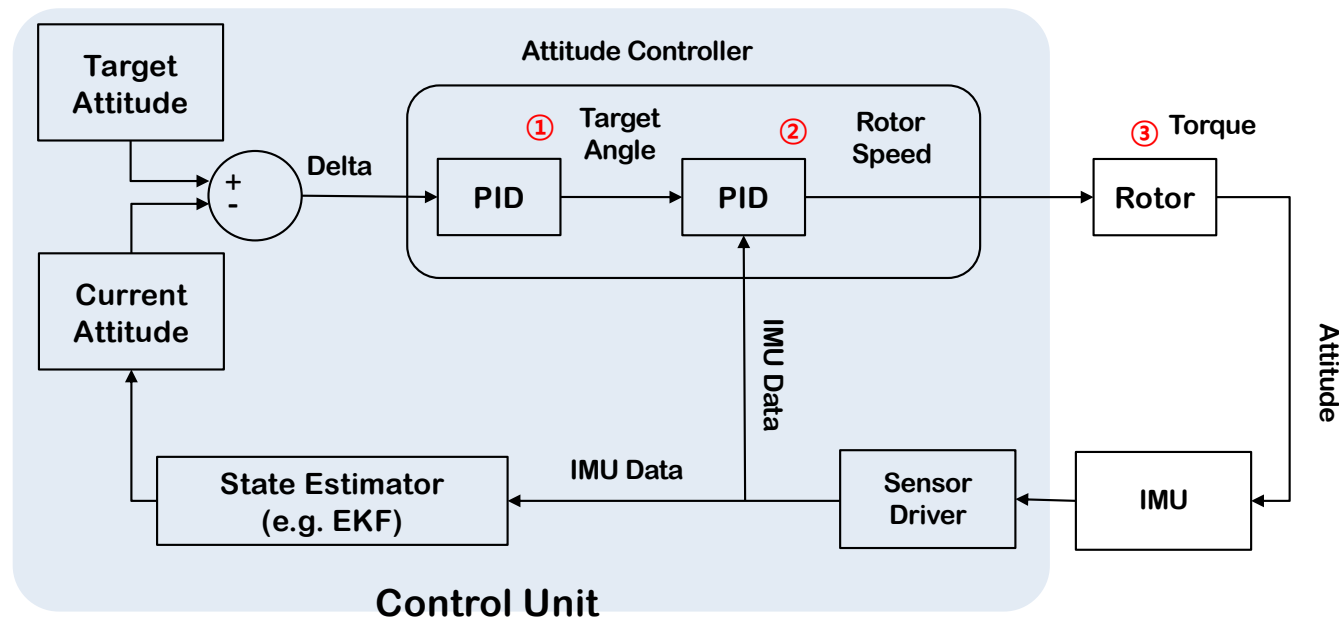 Target
Attitude
Attitude Controller
①
Target
Angle
②
Rotor
Speed
③ Torque
+
-
Delta
PID
PID
Rotor
Current
Attitude
IMU Data
Attitude
State Estimator
(e.g. EKF)
IMU Data
Sensor
Driver
IMU
Control Unit